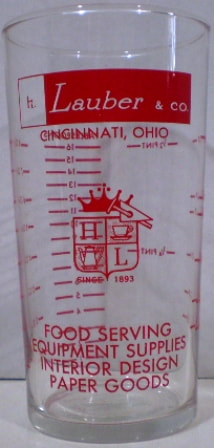 h. Lauber & CO
CINCINNATI, OHIO
H
L
SINCE 1893
FOOD SERVING
EQUIPMENT SUPPLIES
INTERIOR DESIGN
PAPER GOODS